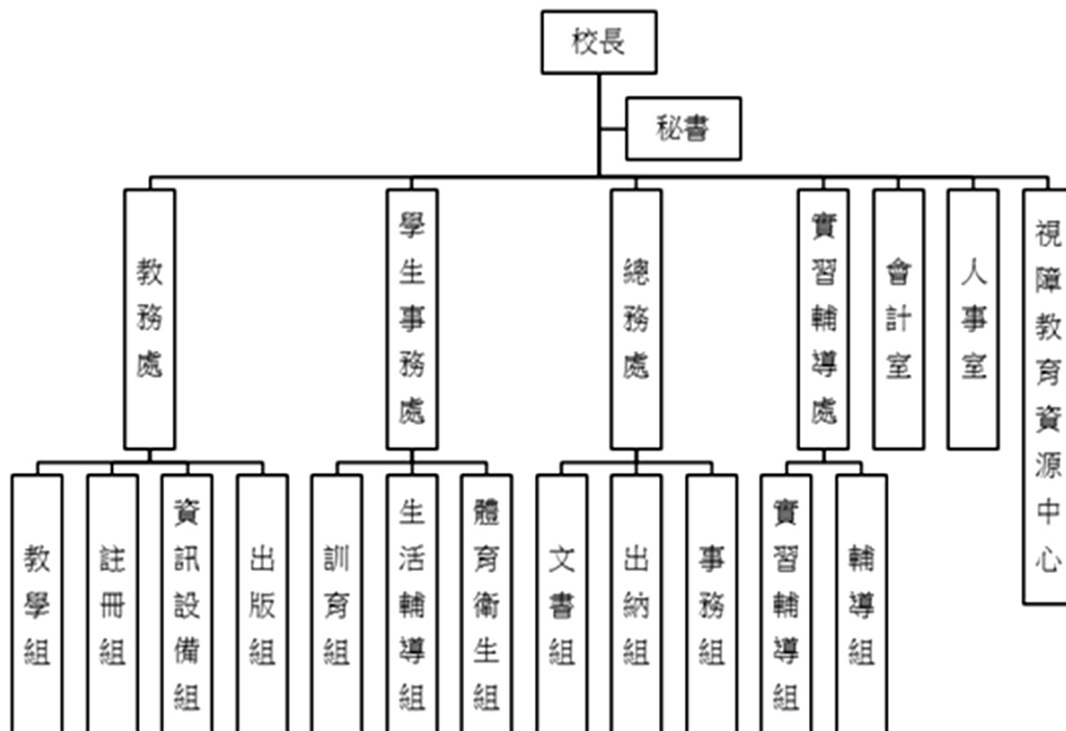 校長
秘書
教務處
學生事務處
總務處
實習輔導處
會計室
人事室
視障教育資源中心
教學組
註冊組
資訊設備組
出版組
訓育組
生活輔導組
體育衛生組
文書組
出納組
事務組
實習輔導組
輔導組